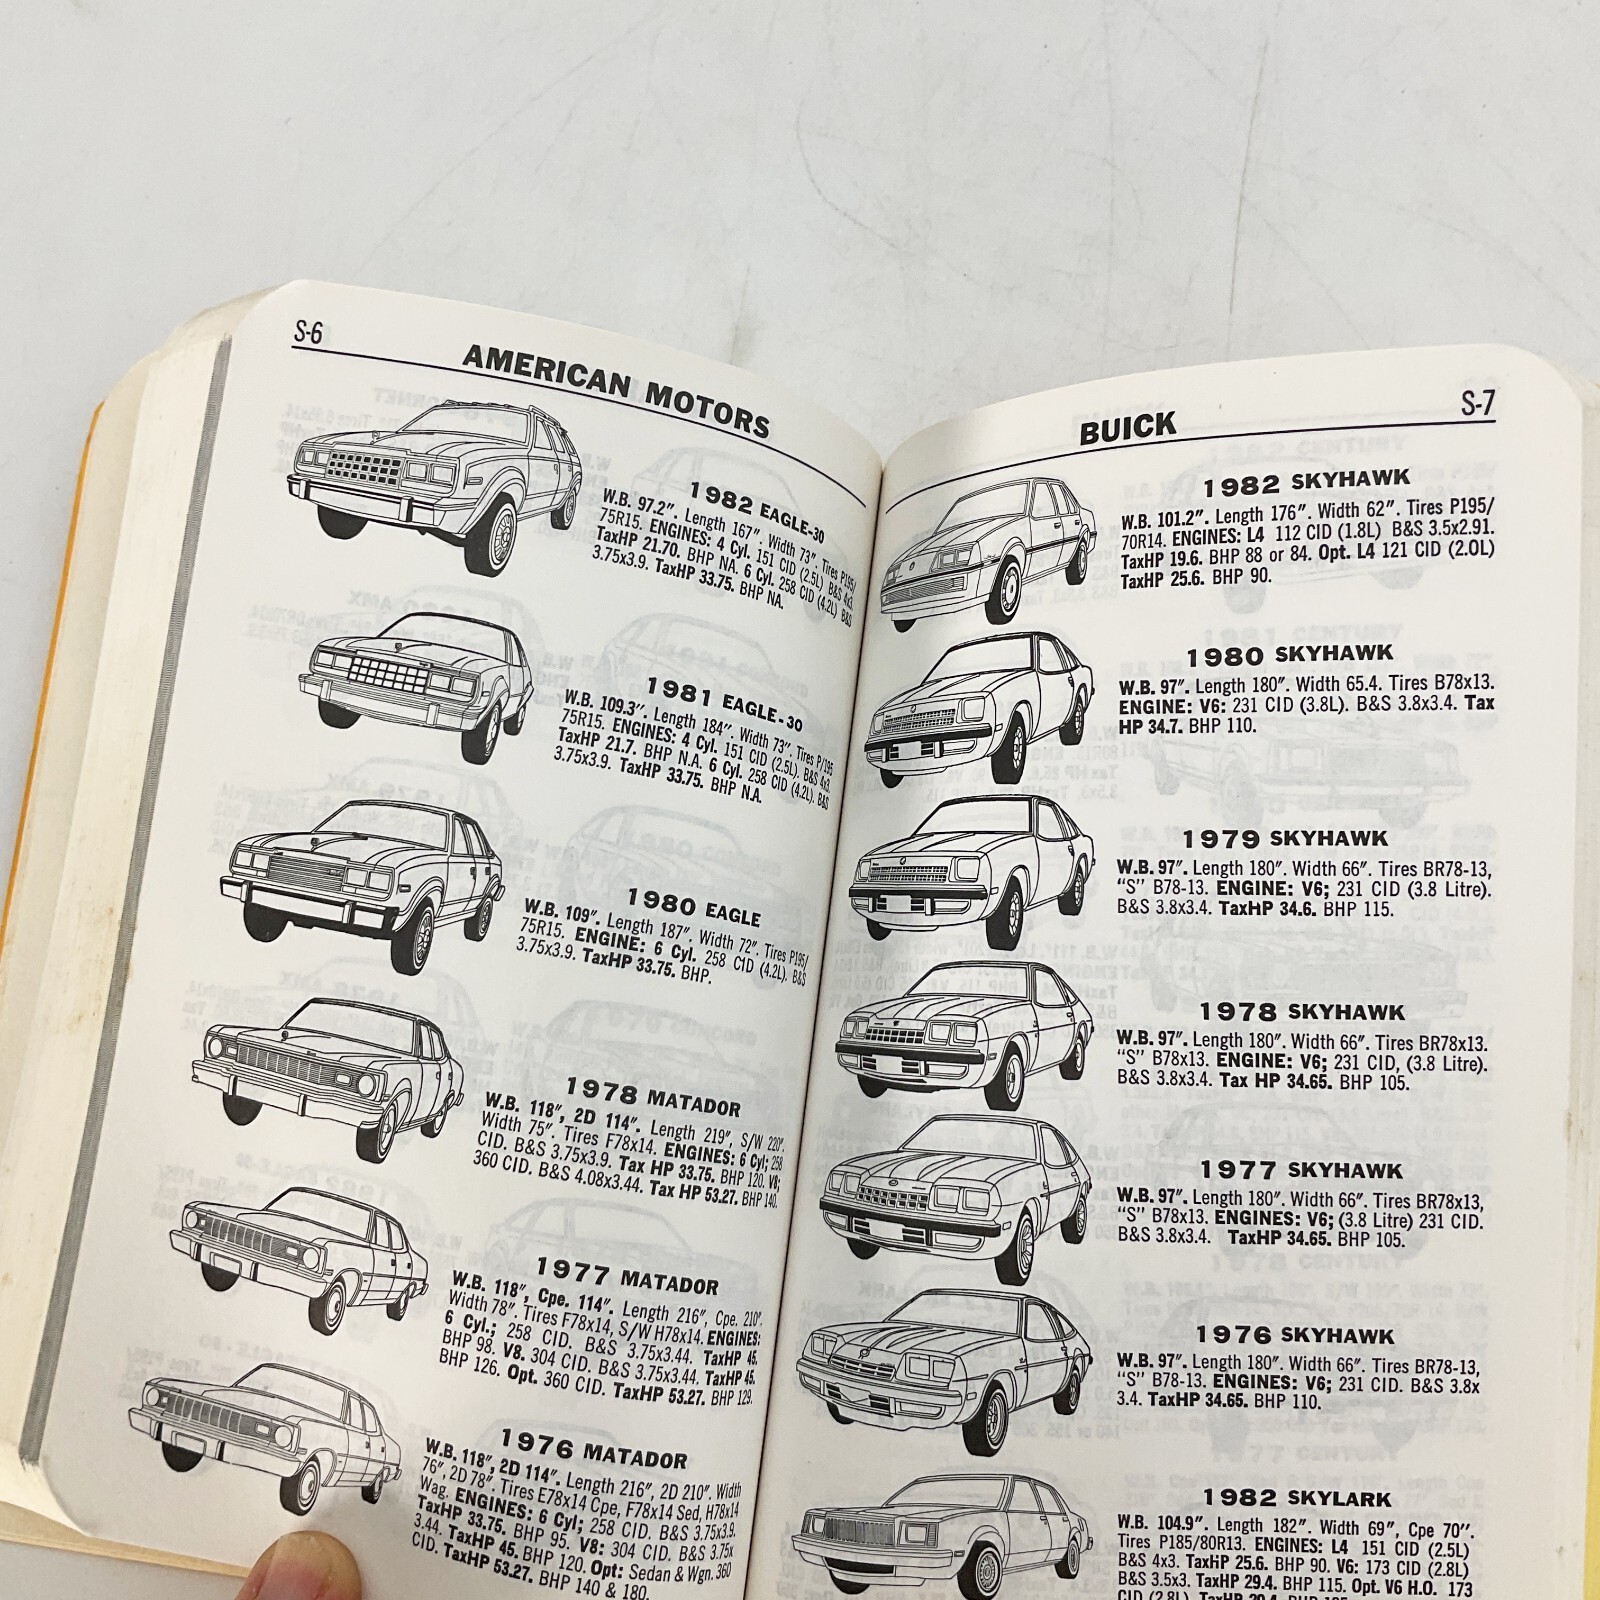 S-6
AMERICAN MOTORS
1982 EAGLE-30
W.B. 97.2″. Length 167″. Width 73″. Tires P195/
75R15. ENGINES: 4 Cyl. 151 CID (2.5L) B&S 4x3.
TaxHP 21.70. BHP NA. 6 Cyl. 258 CID (4.2L) B&S
3.75x3.9. TaxHP 33.75. BHP NA.
1981 EAGLE-30
W.B. 109.3″. Length 184″. Width 73″. Tires P/195
75R15. ENGINES: 4 Cyl. 151 CID (2.5L). B&S 4x3.
TaxHP 21.7. BHP N.A. 6 Cyl. 258 CID (4.2L). B&S
3.75x3.9. TaxHP 33.75. BHP N.A.
1980 EAGLE
W.B. 109″. Length 187″. Width 72″. Tires P195/
75R15. ENGINE: 6 Cyl. 258 CID (4.2L). B&S
3.75x3.9. TaxHP 33.75. BHP.
1978 MATADOR
W.B. 118″, 2D 114″. Length 219″, S/W 220″.
Width 75″. Tires F78x14. ENGINES: 6 Cyl; 258
CID. B&S 3.75x3.9. Tax HP 33.75. BHP 120. V8;
360 CID. B&S 4.08x3.44. Tax HP 53.27. BHP 140.
1977 MATADOR
W.B. 118″, Cpe. 114″. Length 216″, Cpe. 210″.
Width 78″. Tires F78x14, S/W H78x14. ENGINES:
6 Cyl.; 258 CID. B&S 3.75x3.44. TaxHP 45.
BHP 98. V8. 304 CID. B&S 3.75x3.44. TaxHP 45.
BHP 126. Opt. 360 CID. TaxHP 53.27. BHP 129.
1976 MATADOR
W.B. 118″, 2D 114″. Length 216″, 2D 210″. Width
76″, 2D 78″. Tires E78x14 Cpe, F78x14 Sed, H78x14
Wag. ENGINES: 6 Cyl; 258 CID. B&S 3.75x3.9.
TaxHP 33.75. BHP 95. V8: 304 CID. B&S 3.75x
3.44. TaxHP 45. BHP 120. Opt: Sedan & Wgn. 360
CID. TaxHP 53.27. BHP 140 & 180.
S-7
BUICK
1982 SKYHAWK
W.B. 101.2″. Length 176″. Width 62″. Tires P195/
70R14. ENGINES: L4 112 CID (1.8L) B&S 3.5x2.91.
TaxHP 19.6. BHP 88 or 84. Opt. L4 121 CID (2.0L)
TaxHP 25.6. BHP 90.
1980 SKYHAWK
W.B. 97″. Length 180″. Width 65.4. Tires B78x13.
ENGINE: V6: 231 CID (3.8L). B&S 3.8x3.4. Tax
HP 34.7. BHP 110.
1979 SKYHAWK
W.B. 97″. Length 180″. Width 66″. Tires BR78-13,
“S” B78-13. ENGINE: V6; 231 CID (3.8 Litre).
B&S 3.8x3.4. TaxHP 34.6. BHP 115.
1978 SKYHAWK
W.B. 97″. Length 180″. Width 66″. Tires BR78x13.
“S” B78x13. ENGINE: V6; 231 CID, (3.8 Litre).
B&S 3.8x3.4. Tax HP 34.65. BHP 105.
1977 SKYHAWK
W.B. 97″. Length 180″. Width 66″. Tires BR78x13,
“S” B78x13. ENGINES: V6; (3.8 Litre) 231 CID.
B&S 3.8x3.4. TaxHP 34.65. BHP 105.
1976 SKYHAWK
W.B. 97″. Length 180″. Width 66″. Tires BR78-13,
“S” B78-13. ENGINES: V6; 231 CID. B&S 3.8x
3.4. TaxHP 34.65. BHP 110.
1982 SKYLARK
W.B. 104.9″. Length 182″. Width 69″, Cpe 70″.
Tires P185/80R13. ENGINES: L4 151 CID (2.5L)
B&S 4x3. TaxHP 25.6. BHP 90. V6: 173 CID (2.8L)
B&S 3.5x3. TaxHP 29.4. BHP 115. Opt. V6 H.O. 173
CID (2.8L). TaxHP 29.4. BHP